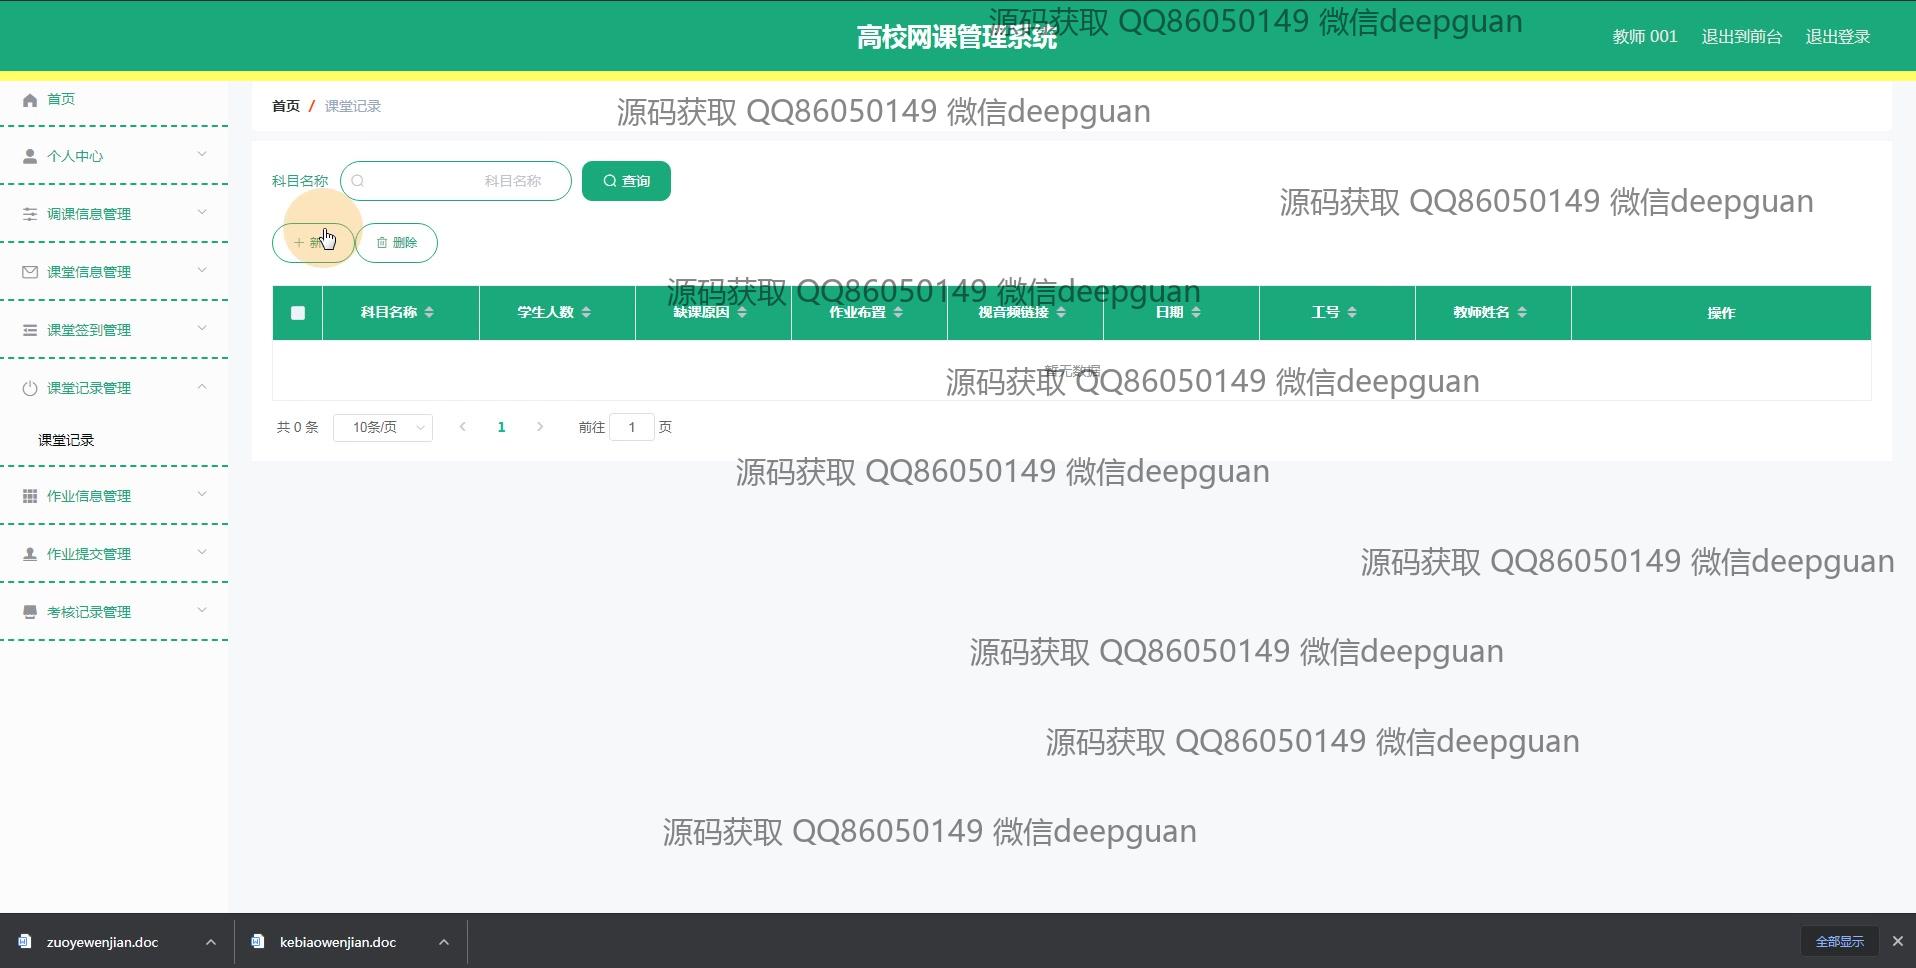 源码获取 QQ86050149 微信deepguan
高校网课管理系统
教师 001 退出到前台 退出登录
首页
首页 / 课堂记录
源码获取 QQ86050149 微信deepguan
个人中心
科目名称 科目名称 查询
源码获取 QQ86050149 微信deepguan
调课信息管理
新 删除
课堂信息管理
源码获取 QQ86050149 微信deepguan
科目名称 学生人数 缺课原因 作业布置 视音频链接 日期 工号 教师姓名 操作
课堂签到管理
暂无数据
源码获取 QQ86050149 微信deepguan
课堂记录管理
共 0 条 10条/页 1 前往 1 页
课堂记录
源码获取 QQ86050149 微信deepguan
作业信息管理
作业提交管理
源码获取 QQ86050149 微信deepguan
考核记录管理
源码获取 QQ86050149 微信deepguan
源码获取 QQ86050149 微信deepguan
源码获取 QQ86050149 微信deepguan
zuoyewenjian.doc kebiaowenjian.doc 全部显示